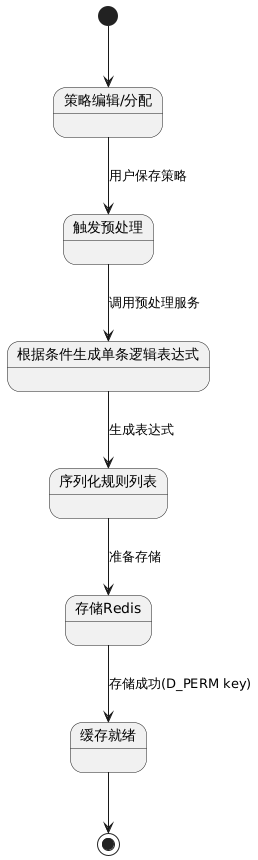 策略编辑/分配
用户保存策略
触发预处理
调用预处理服务
根据条件生成单条逻辑表达式
生成表达式
序列化规则列表
准备存储
存储Redis
存储成功(D_PERM key)
缓存就绪